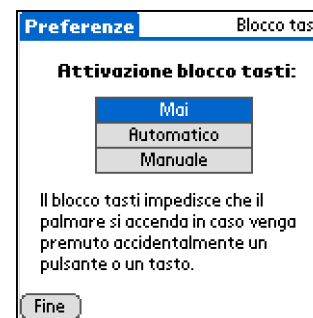 Preferenze Blocco tas
Attivazione blocco tasti:
Mai
Automatico
Manuale
Il blocco tasti impedisce che il
palmare si accenda in caso venga
premuto accidentalmente un
pulsante o un tasto.
Fine